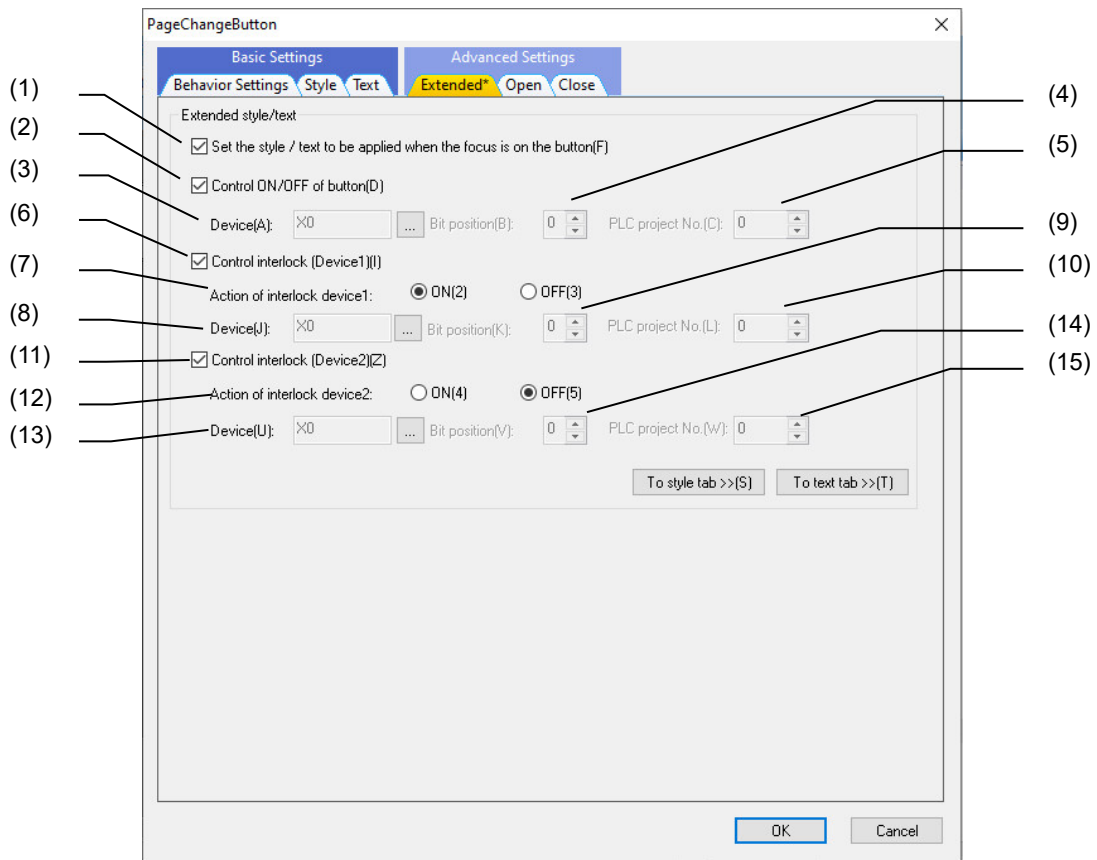 PageChangeButton
Basic Settings Advanced Settings
Behavior Settings Style Text Extended* Open Close
(1) (4)
Extended style/text
(2) Set the style / text to be applied when the focus is on the button(F) (5)
(3) Control ON/OFF of button(D)
(6) Device(A): X0 ... Bit position(B): 0 PLC project No.(C): 0 (9)
(7) Control interlock (Device1)(I) (10)
Action of interlock device1: ON(2) OFF(3)
(8) Device(J): X0 ... Bit position(K): 0 PLC project No.(L): 0 (14)
(11) Control interlock (Device2)(Z) (15)
(12) Action of interlock device2: ON(4) OFF(5)
(13) Device(U): X0 ... Bit position(V): 0 PLC project No.(W): 0
To style tab >>(S) To text tab >>(T)
OK Cancel